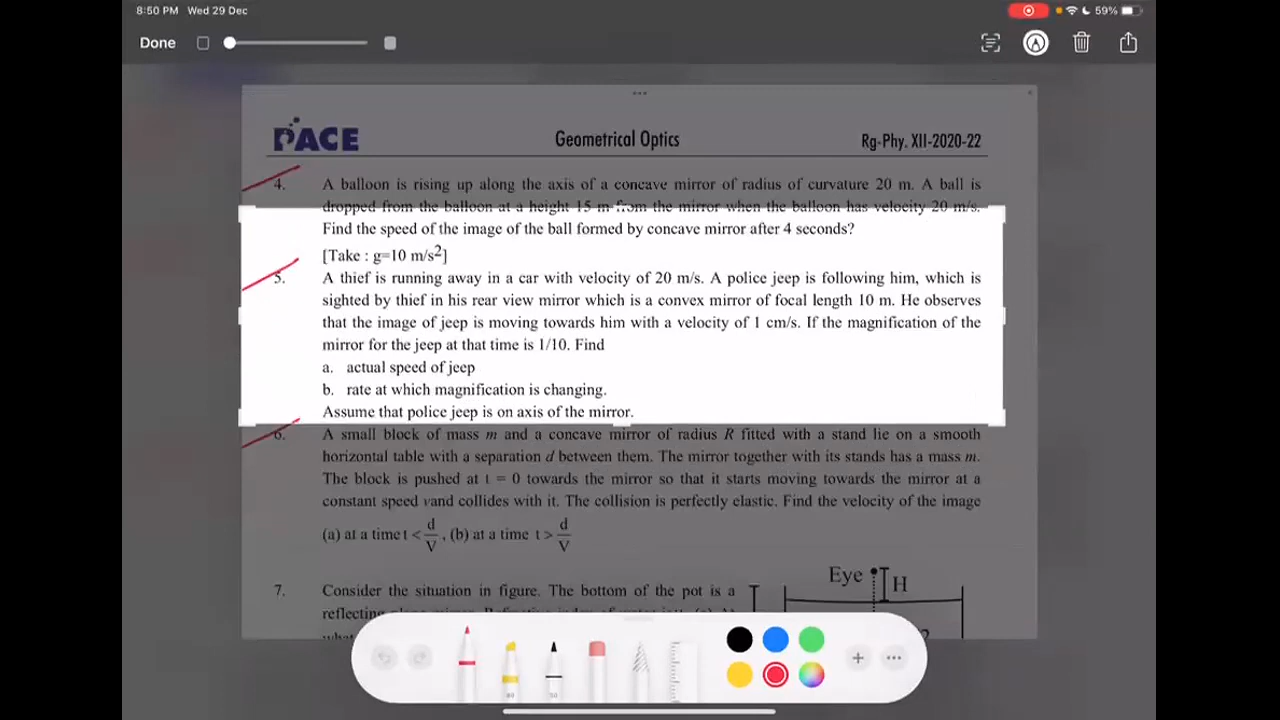 8:50 PM Wed 29 Dec
59%
Done
PACE
Geometrical Optics
Rg-Phy. XII-2020-22
4. A balloon is rising up along the axis of a concave mirror of radius of curvature 20 m. A ball is
dropped from the balloon at a height 15 m from the mirror when the balloon has velocity 20 m/s.
Find the speed of the image of the ball formed by concave mirror after 4 seconds?
[Take : g=10 m/s²]
5. A thief is running away in a car with velocity of 20 m/s. A police jeep is following him, which is
sighted by thief in his rear view mirror which is a convex mirror of focal length 10 m. He observes
that the image of jeep is moving towards him with a velocity of 1 cm/s. If the magnification of the
mirror for the jeep at that time is 1/10. Find
a. actual speed of jeep
b. rate at which magnification is changing.
Assume that police jeep is on axis of the mirror.
6. A small block of mass m and a concave mirror of radius R fitted with a stand lie on a smooth
horizontal table with a separation d between them. The mirror together with its stands has a mass m.
The block is pushed at t = 0 towards the mirror so that it starts moving towards the mirror at a
constant speed vand collides with it. The collision is perfectly elastic. Find the velocity of the image
(a) at a time t < d/V , (b) at a time t > d/V
7. Consider the situation in figure. The bottom of the pot is a
Eye H
reflecting
80
50